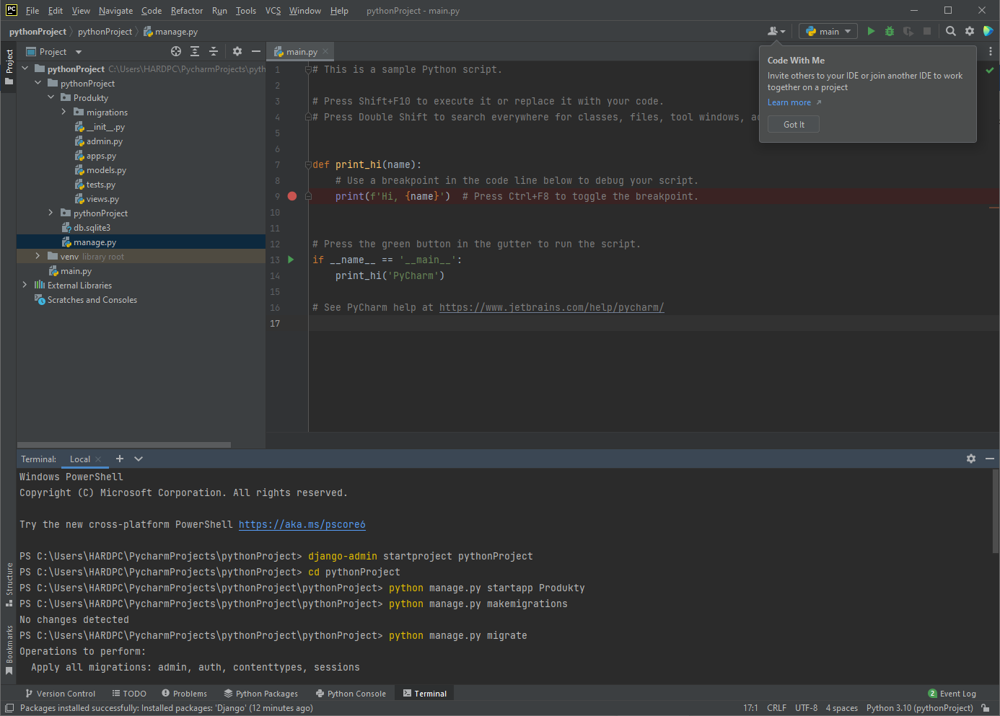 PC File Edit View Navigate Code Refactor Run Tools VCS Window Help pythonProject - main.py
pythonProject pythonProject manage.py main
Project
Project
main.py
Code With Me
Invite others to your IDE or join another IDE to work
together on a project
Learn more
Got It
pythonProject C:\Users\HARDPC\PycharmProjects\pyth
pythonProject
Produkty
migrations
__init__.py
admin.py
apps.py
models.py
tests.py
views.py
pythonProject
db.sqlite3
manage.py
venv library root
main.py
External Libraries
Scratches and Consoles
1 # This is a sample Python script.
2
3 # Press Shift+F10 to execute it or replace it with your code.
4 # Press Double Shift to search everywhere for classes, files, tool windows, ac
5
6
7 def print_hi(name):
8 # Use a breakpoint in the code line below to debug your script.
9 print(f'Hi, {name}') # Press Ctrl+F8 to toggle the breakpoint.
10
11
12 # Press the green button in the gutter to run the script.
13 if __name__ == '__main__':
14 print_hi('PyCharm')
15
16 # See PyCharm help at https://www.jetbrains.com/help/pycharm/
17
Terminal: Local
Windows PowerShell
Copyright (C) Microsoft Corporation. All rights reserved.
Try the new cross-platform PowerShell https://aka.ms/pscore6
PS C:\Users\HARDPC\PycharmProjects\pythonProject> django-admin startproject pythonProject
PS C:\Users\HARDPC\PycharmProjects\pythonProject> cd pythonProject
PS C:\Users\HARDPC\PycharmProjects\pythonProject\pythonProject> python manage.py startapp Produkty
PS C:\Users\HARDPC\PycharmProjects\pythonProject\pythonProject> python manage.py makemigrations
No changes detected
PS C:\Users\HARDPC\PycharmProjects\pythonProject\pythonProject> python manage.py migrate
Operations to perform:
Apply all migrations: admin, auth, contenttypes, sessions
Structure
Bookmarks
Version Control TODO Problems Python Packages Python Console Terminal 2 Event Log
Packages installed successfully: Installed packages: 'Django' (12 minutes ago) 17:1 CRLF UTF-8 4 spaces Python 3.10 (pythonProject)